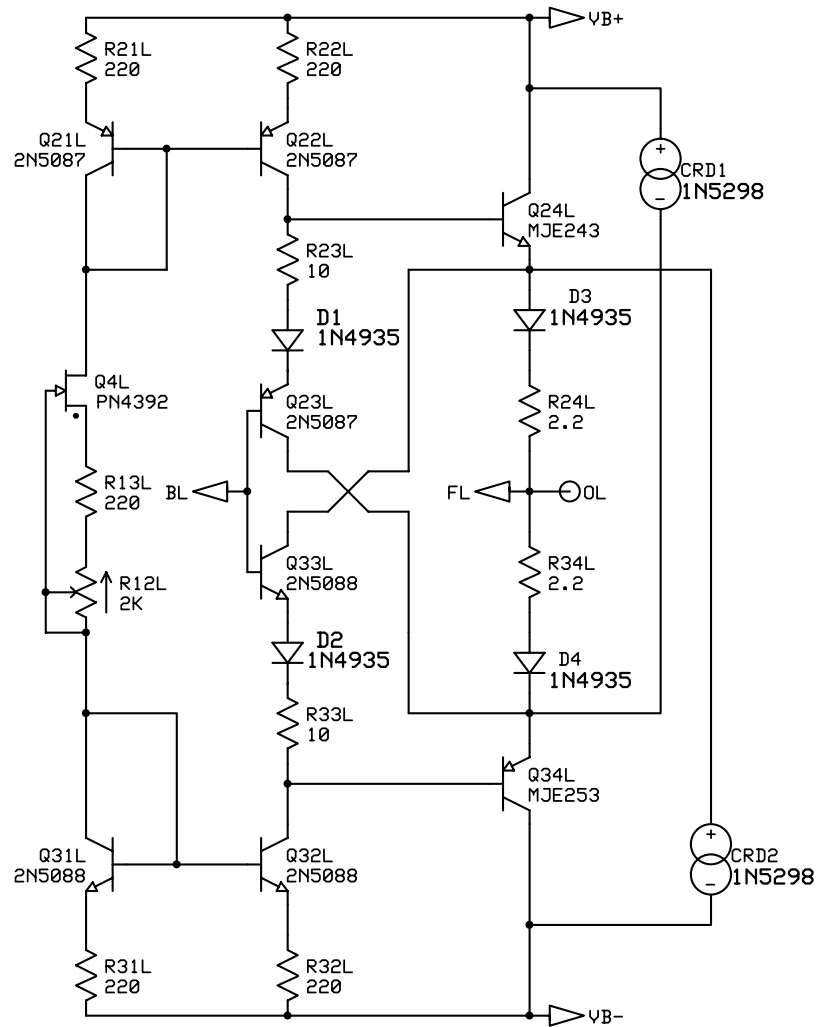 VB+
R21L
220
R22L
220
Q21L
2N5087
Q22L
2N5087
+
-
CRD1
1N5298
Q24L
MJE243
R23L
10
D3
1N4935
D1
1N4935
Q4L
PN4392
Q23L
2N5087
R24L
2.2
R13L
220
BL
FL
OL
R12L
2K
Q33L
2N5088
R34L
2.2
D2
1N4935
D4
1N4935
R33L
10
Q34L
MJE253
Q31L
2N5088
Q32L
2N5088
+
-
CRD2
1N5298
R31L
220
R32L
220
VB-